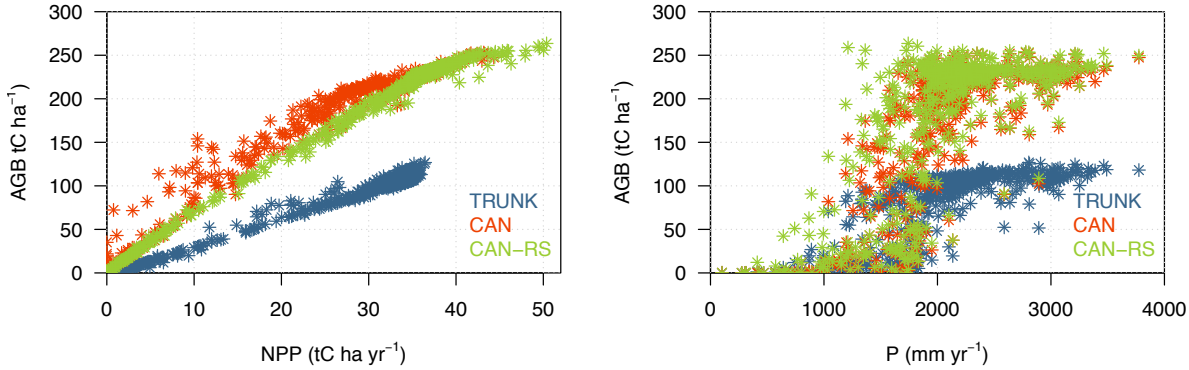 300
250
200
150
100
50
0
AGB tC ha−1)
TRUNK
CAN
CAN−RS
0 10 20 30 40 50
NPP (tC ha yr−1)
300
250
200
150
100
50
0
AGB (tC ha−1)
TRUNK
CAN
CAN−RS
0 1000 2000 3000 4000
P (mm yr−1)